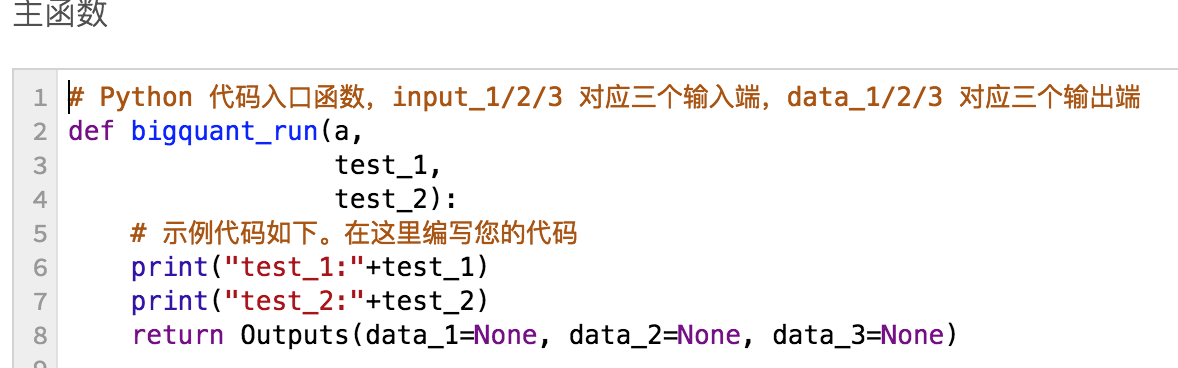 主函数
1 # Python 代码入口函数，input_1/2/3 对应三个输入端，data_1/2/3 对应三个输出端
2 def bigquant_run(a,
3 test_1,
4 test_2):
5 # 示例代码如下。在这里编写您的代码
6 print("test_1:"+test_1)
7 print("test_2:"+test_2)
8 return Outputs(data_1=None, data_2=None, data_3=None)
9